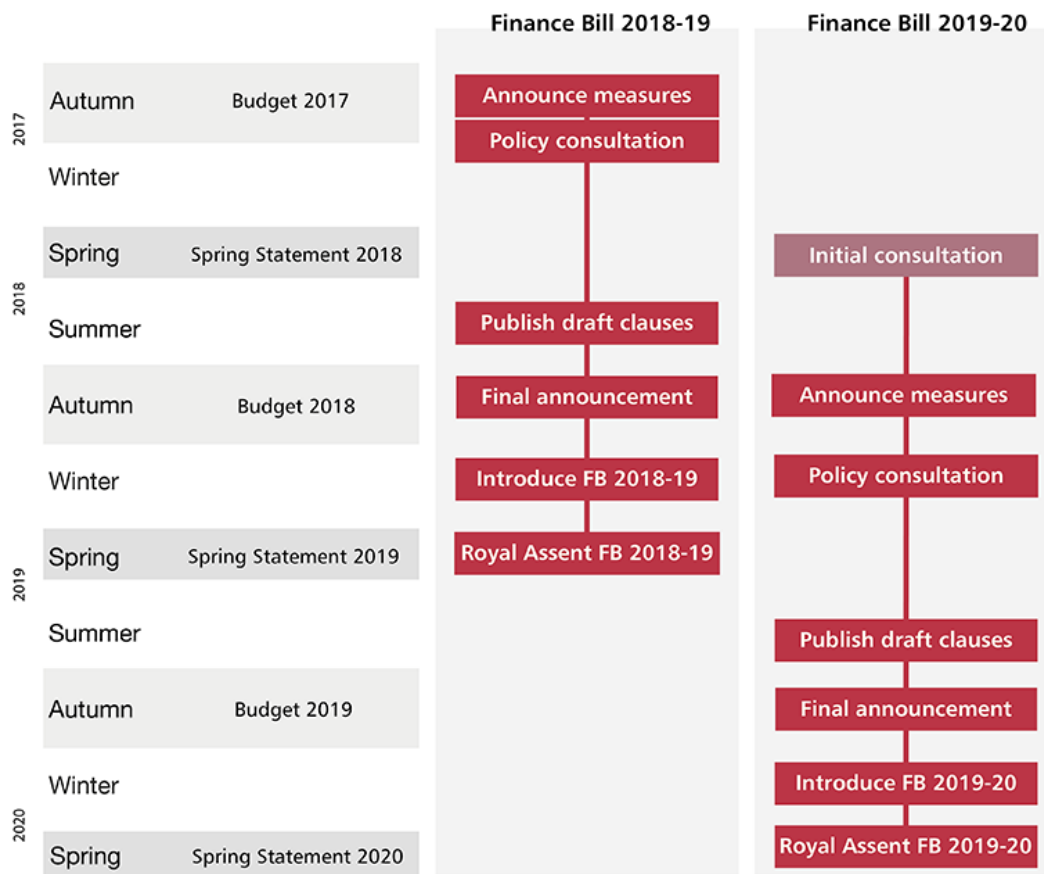 Finance Bill 2018-19 Finance Bill 2019-20
2017
Autumn Budget 2017 Announce measures
Policy consultation
Winter
2018
Spring Spring Statement 2018 Initial consultation
Summer Publish draft clauses
Autumn Budget 2018 Final announcement Announce measures
Winter Introduce FB 2018-19 Policy consultation
2019
Spring Spring Statement 2019 Royal Assent FB 2018-19
Summer Publish draft clauses
Autumn Budget 2019 Final announcement
Winter Introduce FB 2019-20
2020
Spring Spring Statement 2020 Royal Assent FB 2019-20